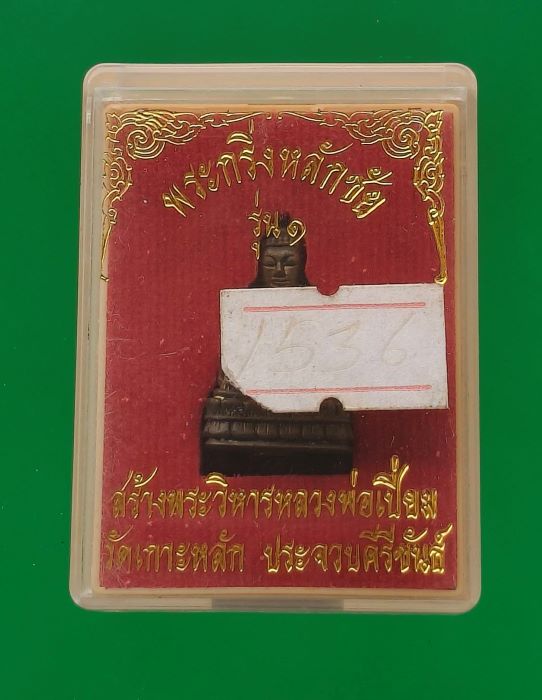 พระกริ่งหลักชัย
รุ่น ๑
1536
สร้างพระวิหารหลวงพ่อเปี่ยม
วัดเกาะหลัก ประจวบคีรีขันธ์